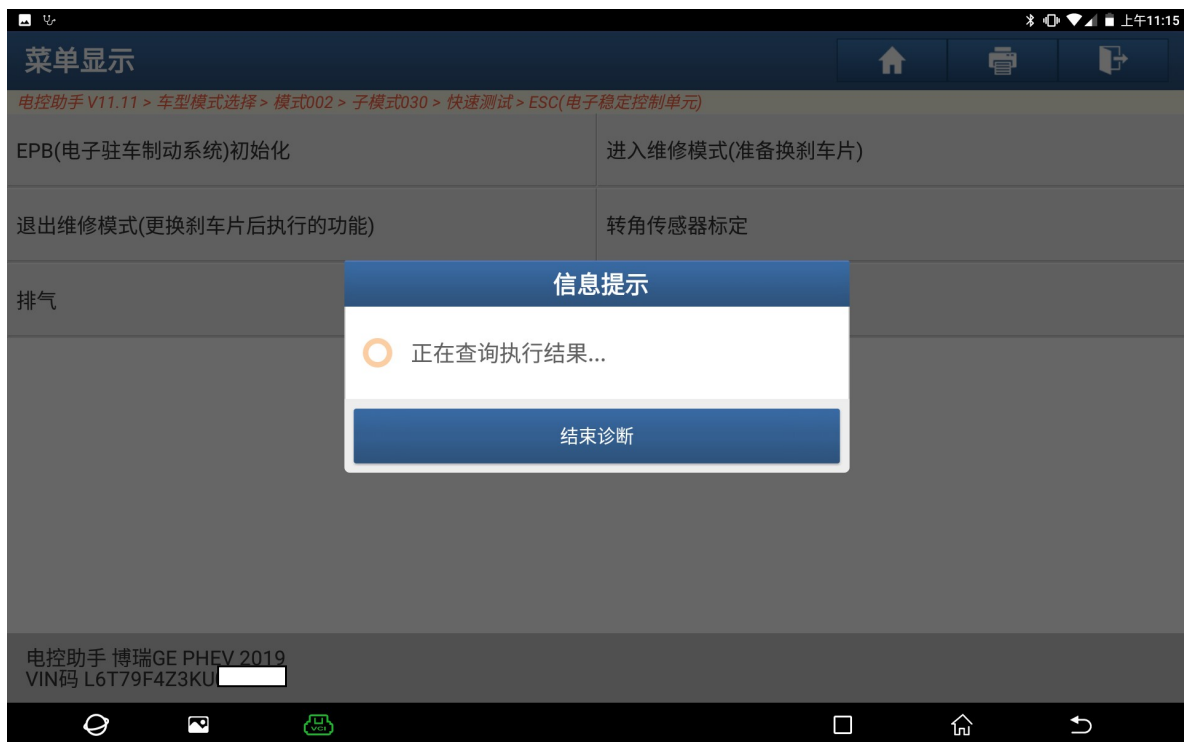 上午11:15
菜单显示
电控助手 V11.11 > 车型模式选择 > 模式002 > 子模式030 > 快速测试 > ESC(电子稳定控制单元)
EPB(电子驻车制动系统)初始化
进入维修模式(准备换刹车片)
退出维修模式(更换刹车片后执行的功能)
转角传感器标定
排气
信息提示
正在查询执行结果...
结束诊断
电控助手 博瑞GE PHEV 2019
VIN码 L6T79F4Z3KU
VCI